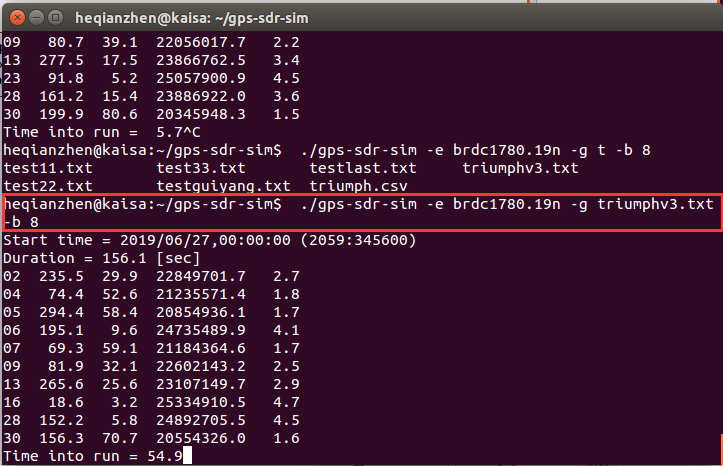 heqianzhen@kaisa: ~/gps-sdr-sim
09   80.7  39.1  22056017.7   2.2
13  277.5  17.5  23866762.5   3.4
23   91.8   5.2  25057900.9   4.5
28  161.2  15.4  23886922.0   3.6
30  199.9  80.6  20345948.3   1.5
Time into run =  5.7^C
heqianzhen@kaisa:~/gps-sdr-sim$  ./gps-sdr-sim -e brdc1780.19n -g t -b 8
test11.txt       test33.txt       testlast.txt     triumphv3.txt
test22.txt       testguiyang.txt  triumph.csv
heqianzhen@kaisa:~/gps-sdr-sim$  ./gps-sdr-sim -e brdc1780.19n -g triumphv3.txt
-b 8
Start time = 2019/06/27,00:00:00 (2059:345600)
Duration = 156.1 [sec]
02  235.5  29.9  22849701.7   2.7
04   74.4  52.6  21235571.4   1.8
05  294.4  58.4  20854936.1   1.7
06  195.1   9.6  24735489.9   4.1
07   69.3  59.1  21184364.6   1.7
09   81.9  32.1  22602143.2   2.5
13  265.6  25.6  23107149.7   2.9
16   18.6   3.2  25334910.5   4.7
28  152.2   5.8  24892705.5   4.5
30  156.3  70.7  20554326.0   1.6
Time into run = 54.9